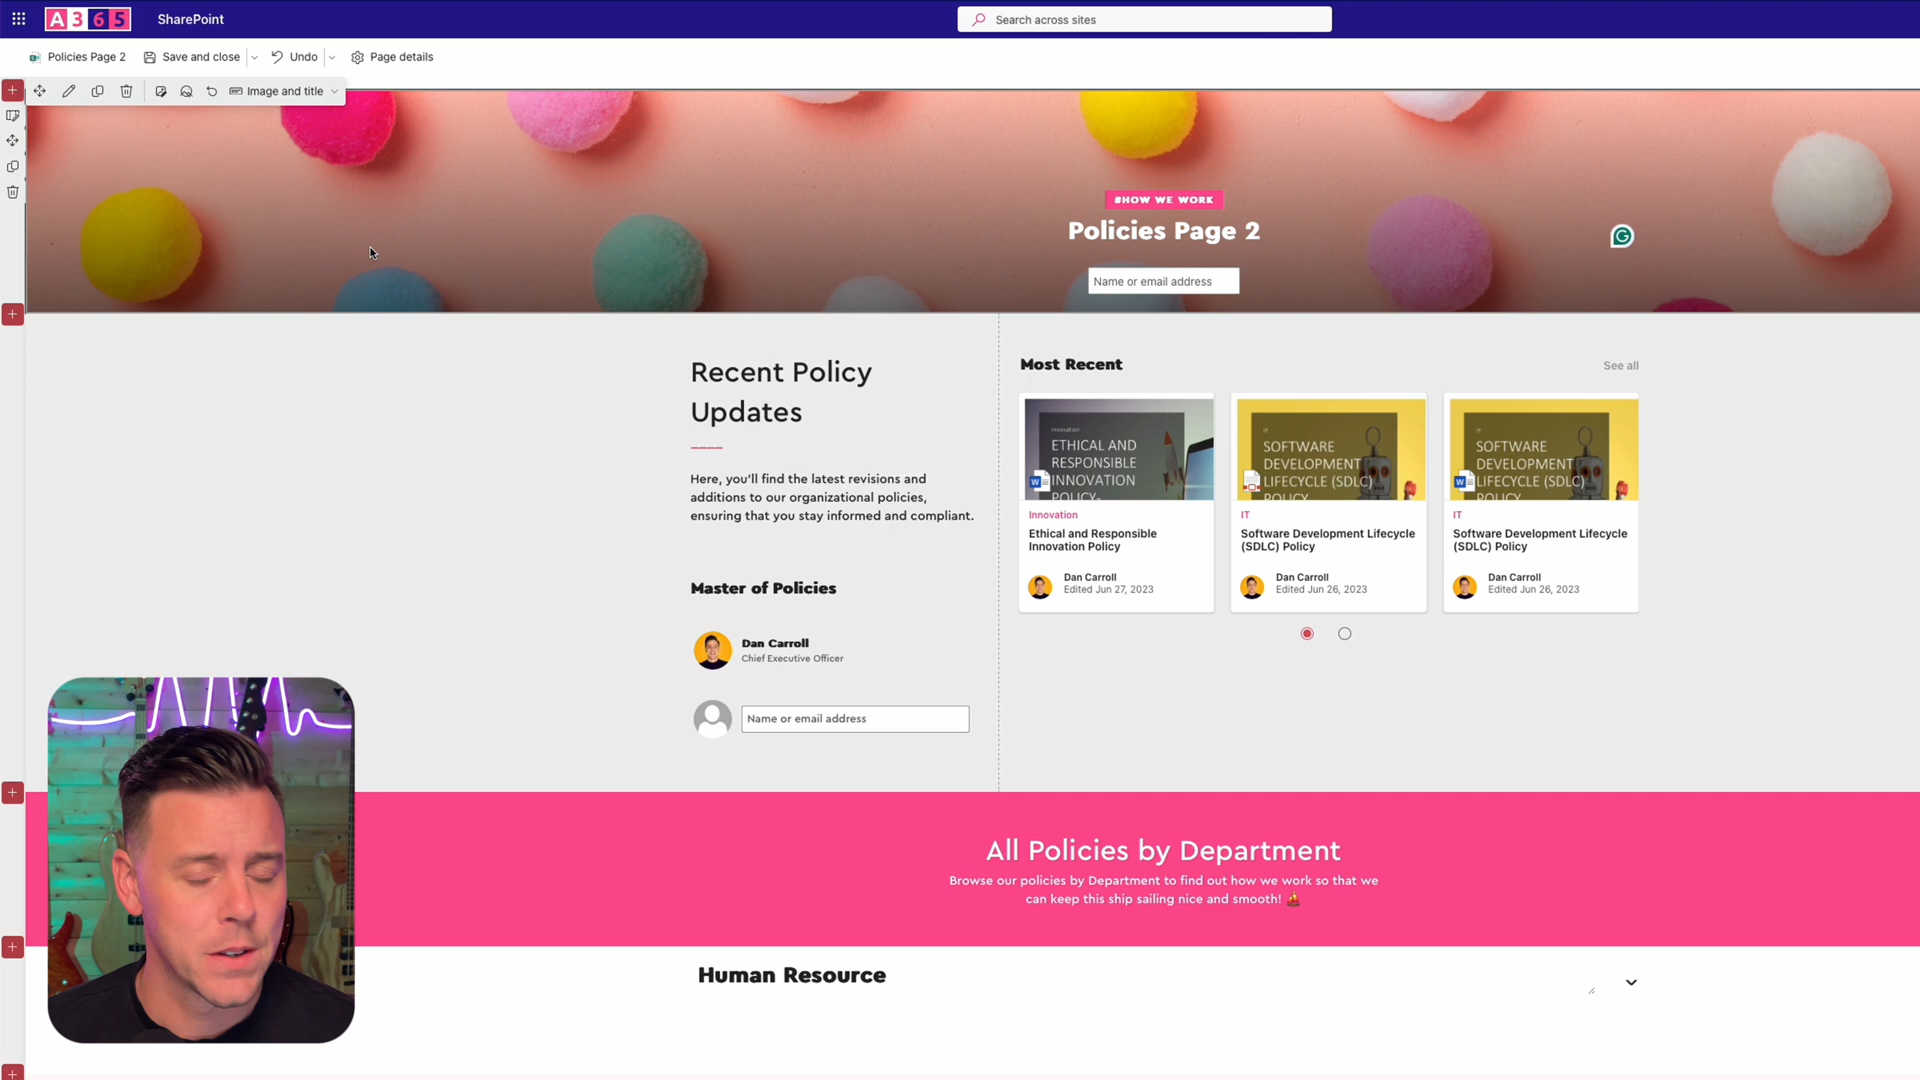 A365
SharePoint
Search across sites
Policies Page 2
Save and close
Undo
Page details
Image and title
#HOW WE WORK
Policies Page 2
Name or email address
Recent Policy
Updates
Here, you'll find the latest revisions and
additions to our organizational policies,
ensuring that you stay informed and compliant.
Master of Policies
Dan Carroll
Chief Executive Officer
Name or email address
Most Recent
See all
Innovation
ETHICAL AND
RESPONSIBLE
INNOVATION
POLICY-
Innovation
Ethical and Responsible
Innovation Policy
Dan Carroll
Edited Jun 27, 2023
IT
SOFTWARE
DEVELOPMENT
LIFECYCLE (SDLC)
POLICY
IT
Software Development Lifecycle
(SDLC) Policy
Dan Carroll
Edited Jun 26, 2023
IT
SOFTWARE
DEVELOPMENT
LIFECYCLE (SDLC)
POLICY
IT
Software Development Lifecycle
(SDLC) Policy
Dan Carroll
Edited Jun 26, 2023
All Policies by Department
Browse our policies by Department to find out how we work so that we
can keep this ship sailing nice and smooth!
Human Resource